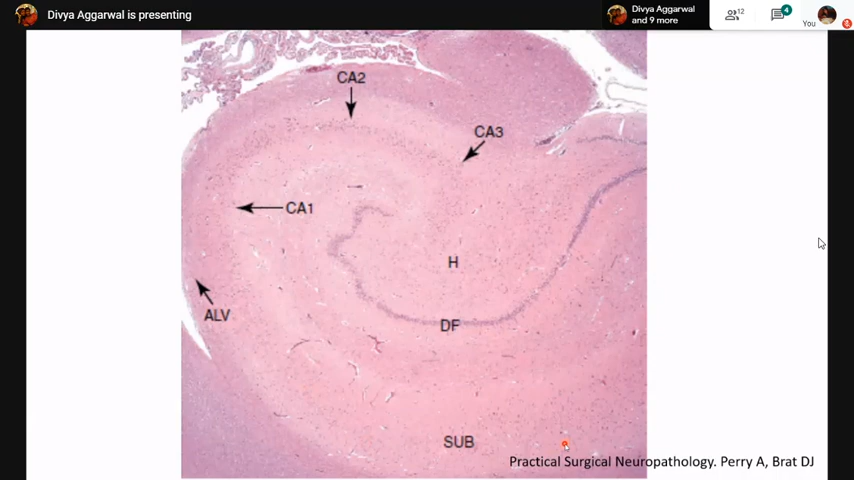 Divya Aggarwal is presenting
Divya Aggarwal
and 9 more
12
4
You
CA2
CA3
CA1
H
ALV
DF
SUB
Practical Surgical Neuropathology. Perry A, Brat DJ